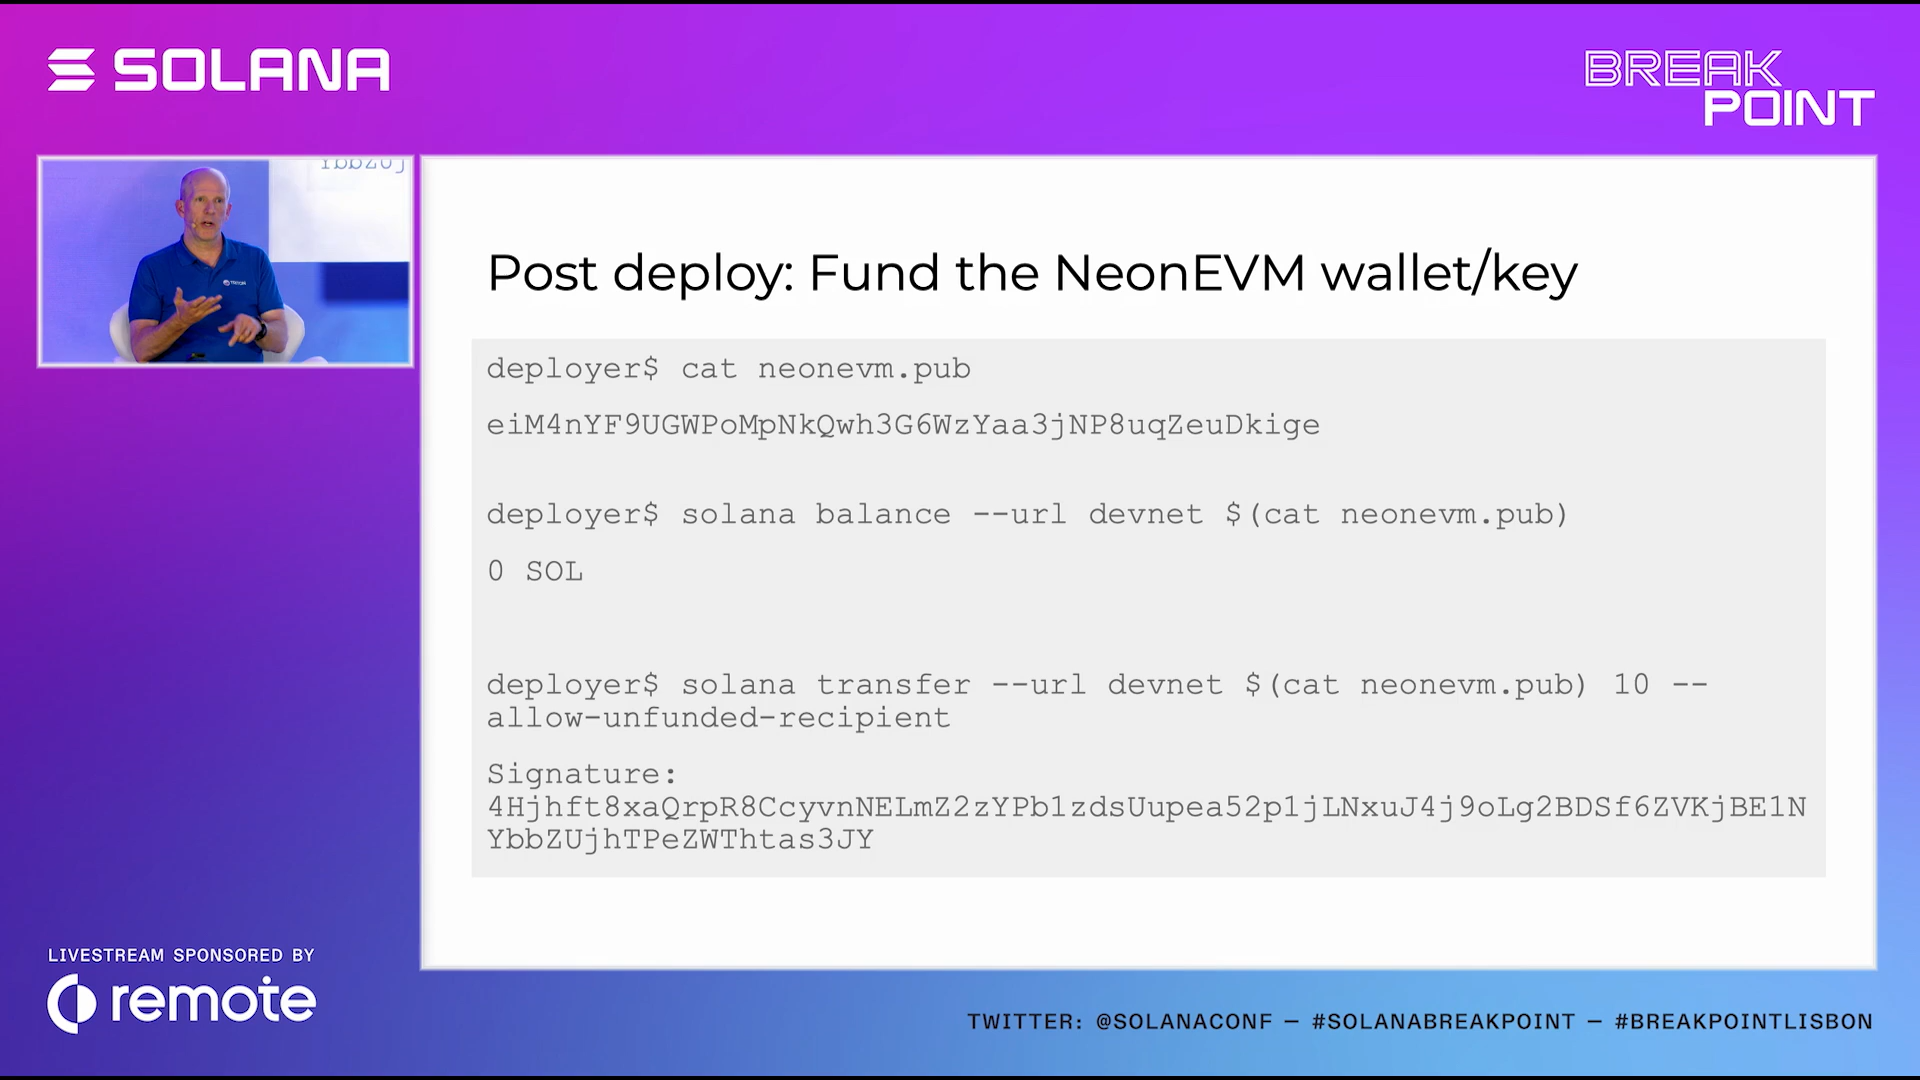 SOLANA
BREAK
POINT
YbbZUj
TRITON
Post deploy: Fund the NeonEVM wallet/key
deployer$ cat neonevm.pub
eiM4nYF9UGWPoMpNkQwh3G6WzYaa3jNP8uqZeuDkige
deployer$ solana balance --url devnet $(cat neonevm.pub)
0 SOL
deployer$ solana transfer --url devnet $(cat neonevm.pub) 10 --
allow-unfunded-recipient
Signature:
4Hjhft8xaQrpR8CcyvnNELmZ2zYPb1zdsUupea52p1jLNxuJ4j9oLg2BDSf6ZVKjBE1N
YbbZUjhTPeZWThtas3JY
LIVESTREAM SPONSORED BY
remote
TWITTER: @SOLANACONF — #SOLANABREAKPOINT — #BREAKPOINTLISBON